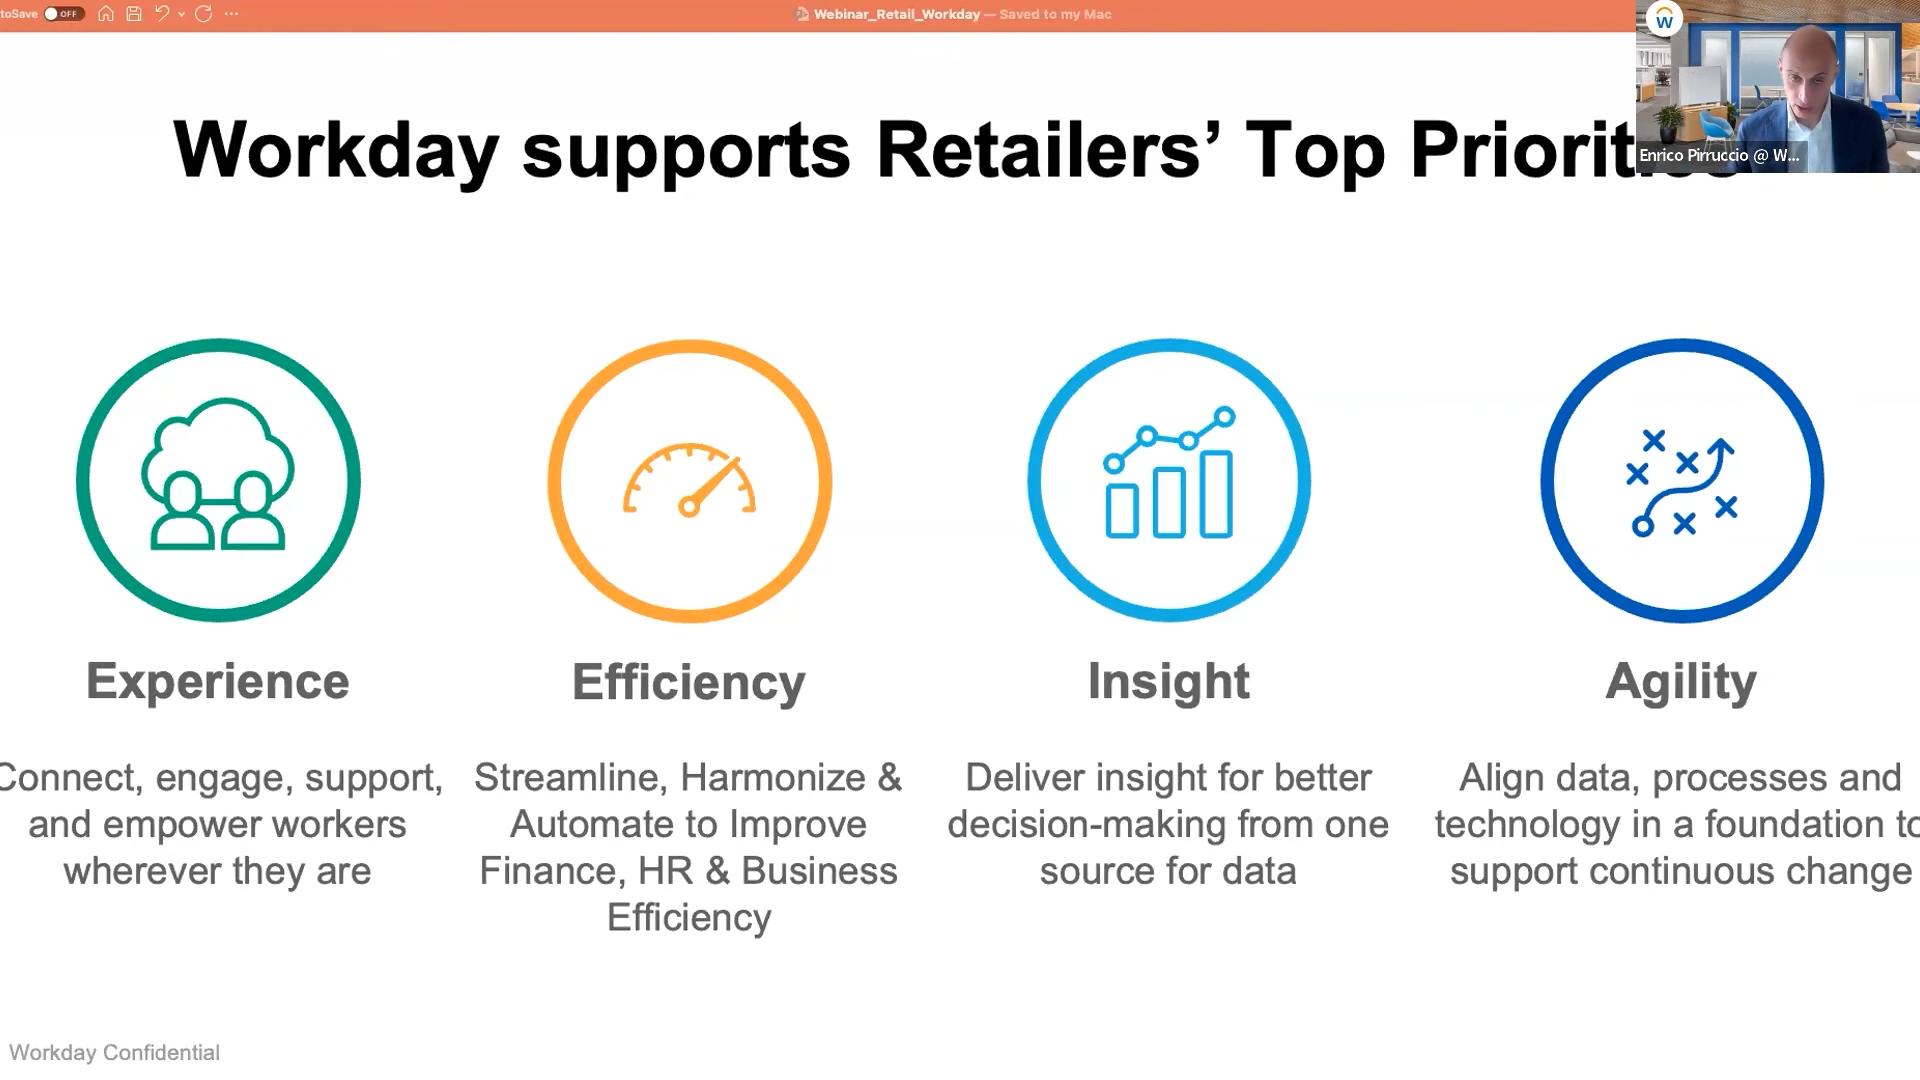 toSave OFF
Webinar_Retail_Workday — Saved to my Mac
W
Enrico Pirruccio @ W...
Workday supports Retailers’ Top
Experience
Connect, engage, support,
and empower workers
wherever they are
Efficiency
Streamline, Harmonize &
Automate to Improve
Finance, HR & Business
Efficiency
Insight
Deliver insight for better
decision-making from one
source for data
Agility
Align data, processes and
technology in a foundation to
support continuous change
Workday Confidential